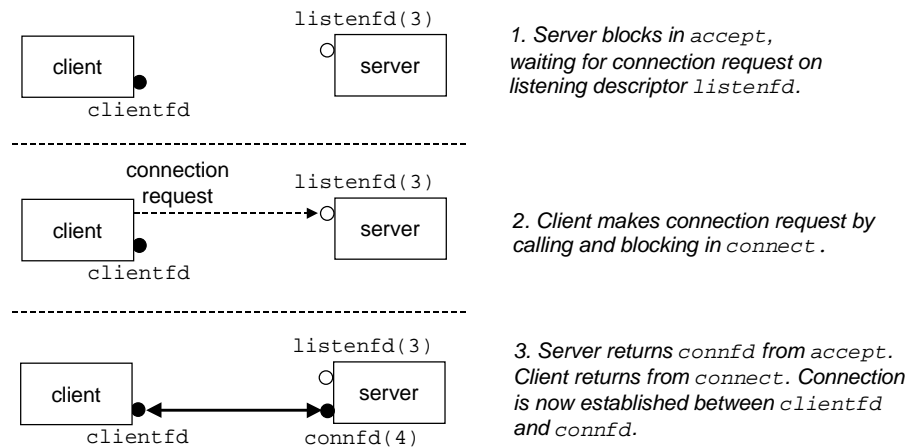 listenfd(3)
client
server
clientfd
1. Server blocks in accept,
waiting for connection request on
listening descriptor listenfd.
connection
request
listenfd(3)
client
server
clientfd
2. Client makes connection request by
calling and blocking in connect .
listenfd(3)
client
server
clientfd
connfd(4)
3. Server returns connfd from accept.
Client returns from connect. Connection
is now established between clientfd
and connfd.